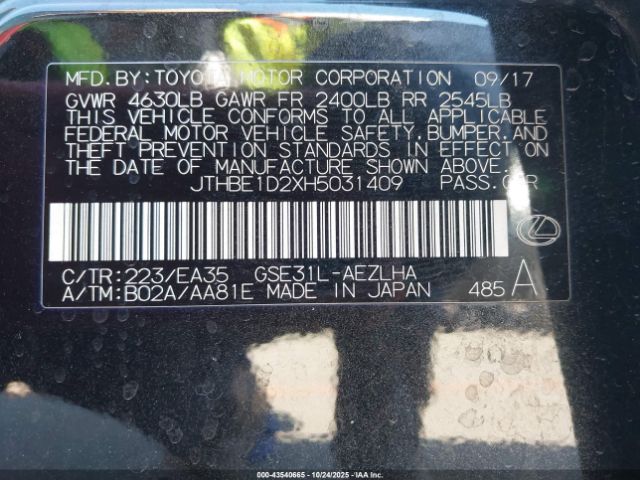 MFD. BY: TOYOTA MOTOR CORPORATION 09/17
GVWR 4630LB GAWR FR 2400LB RR 2545LB
THIS VEHICLE CONFORMS TO ALL APPLICABLE
FEDERAL MOTOR VEHICLE SAFETY, BUMPER, AND
THEFT PREVENTION STANDARDS IN EFFECT ON
THE DATE OF MANUFACTURE SHOWN ABOVE.
JTHBE1D2XH5031409 PASS. CAR
C/TR: 223/EA35 GSE31L-AEZLHA
A/TM: B02A/AA81E MADE IN JAPAN 485 A
000-43540665 - 10/24/2025 - IAAI.COM